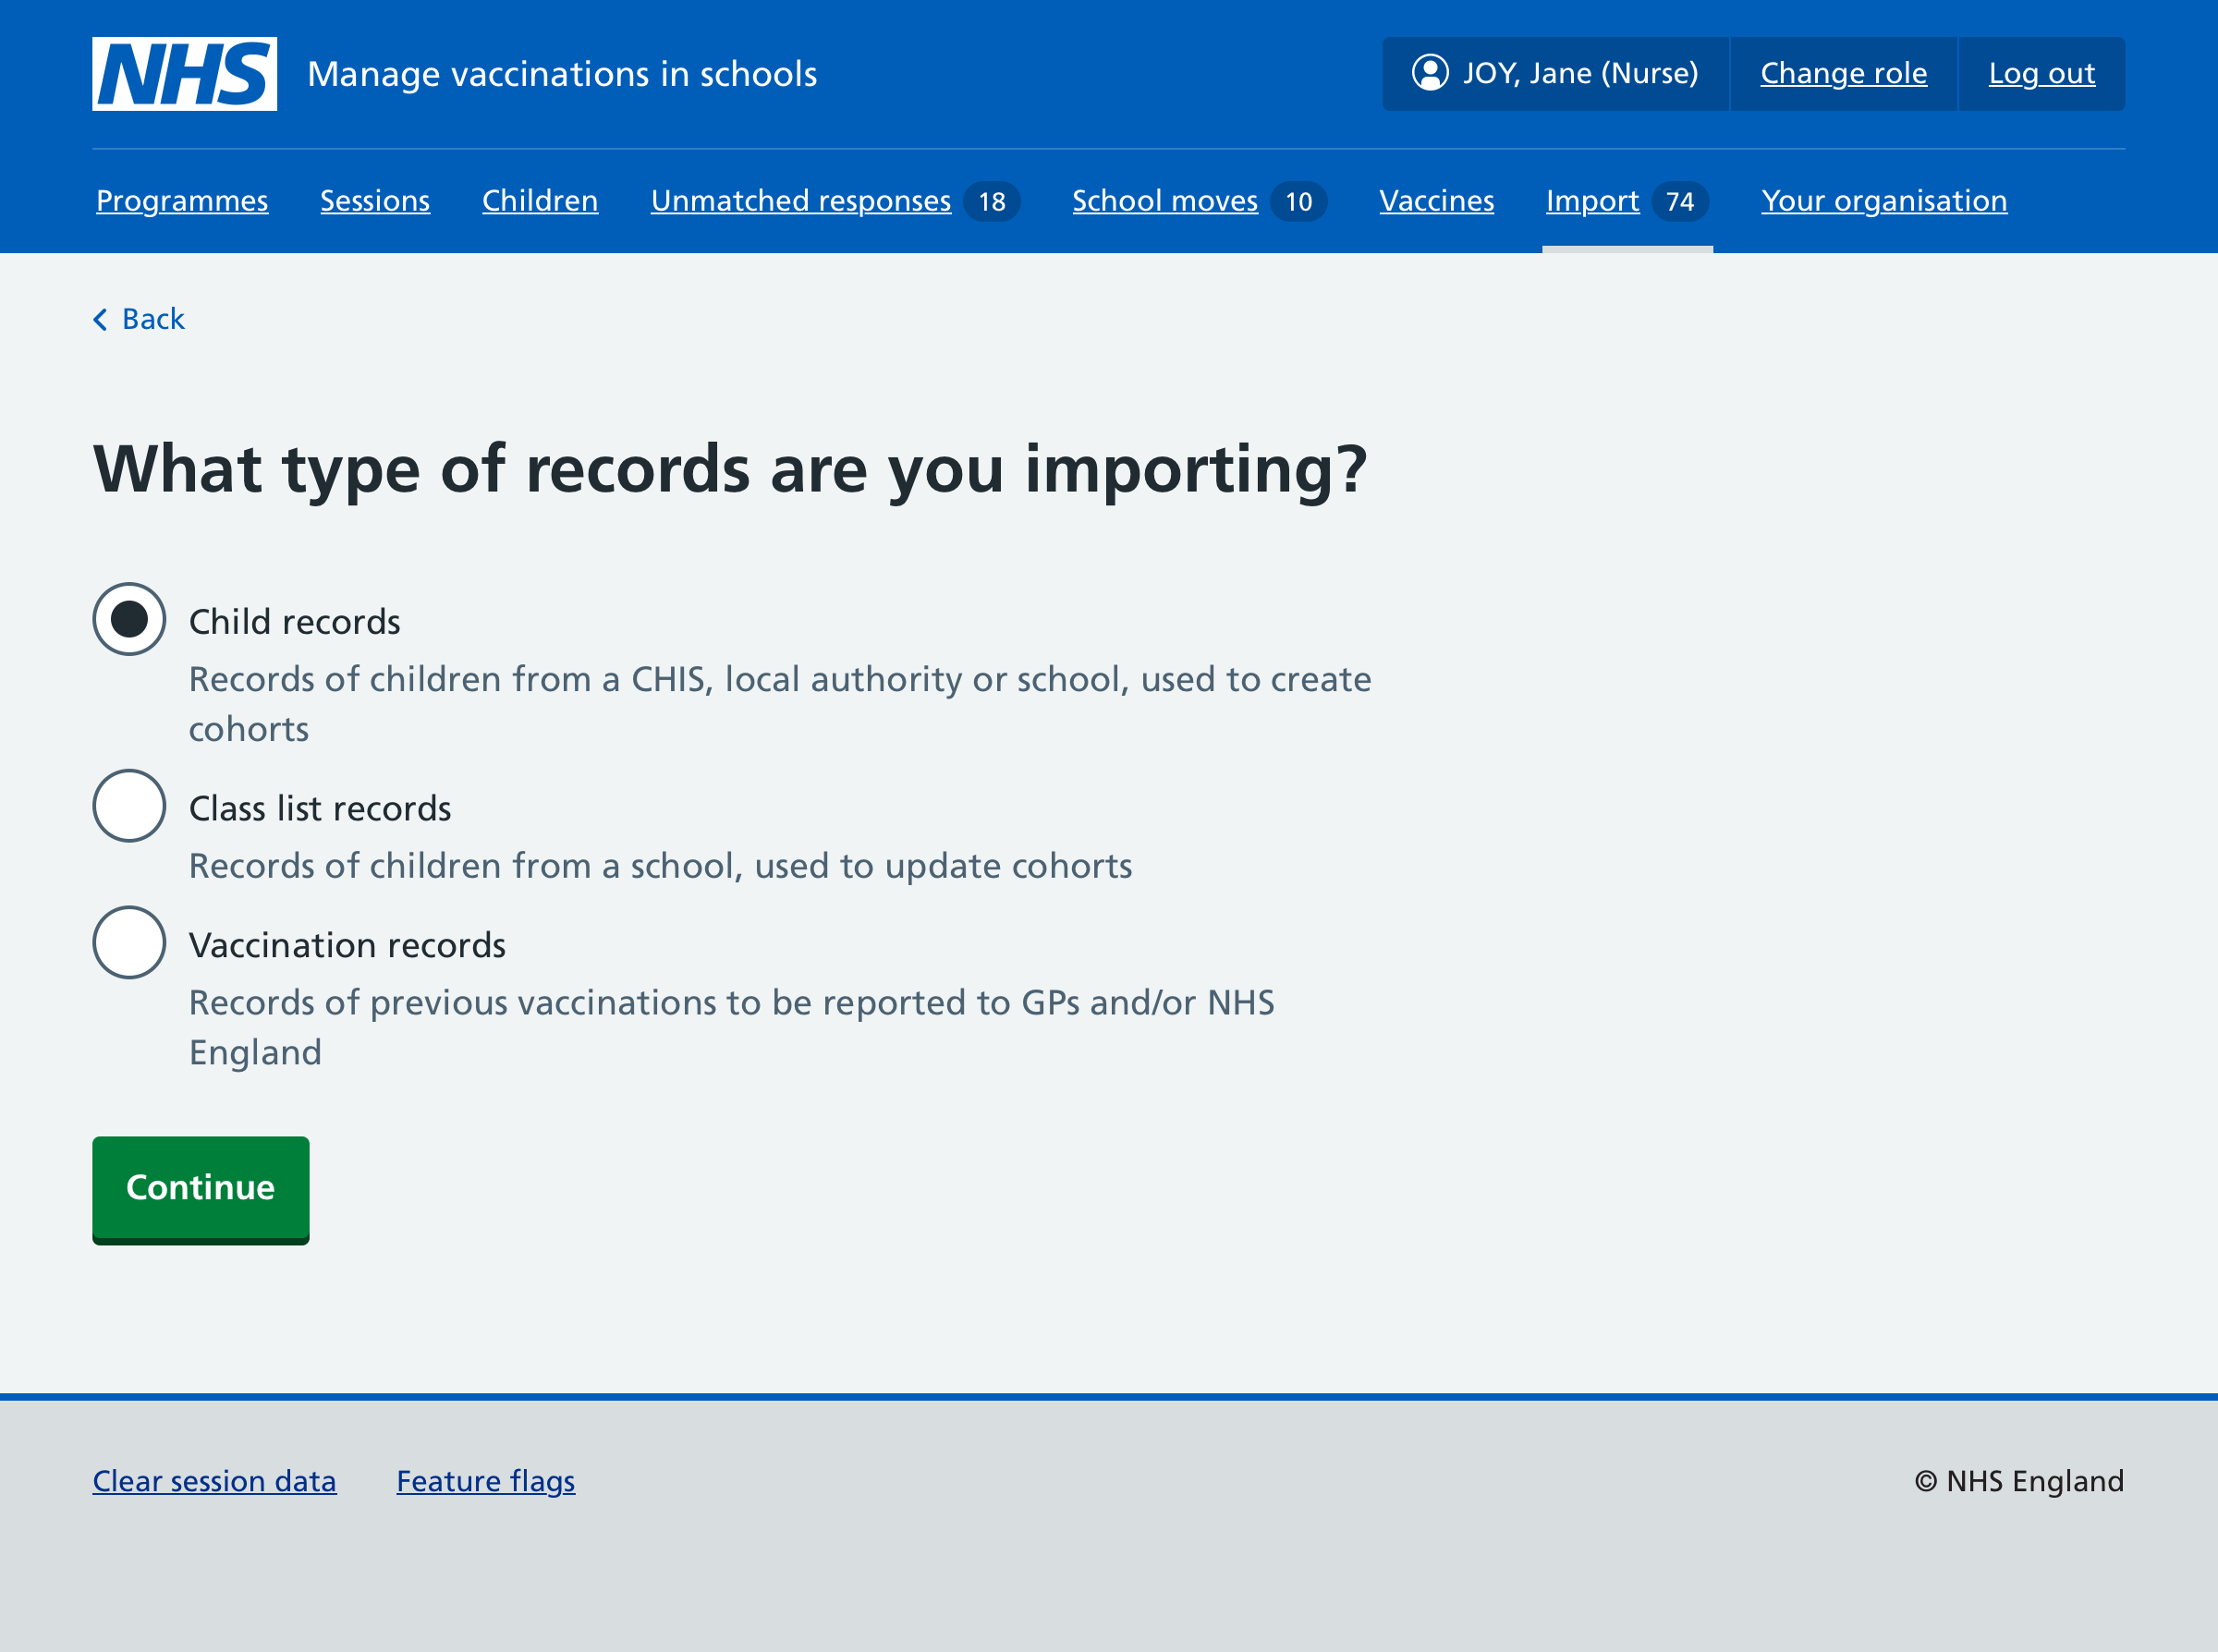 NHS Manage vaccinations in schools JOY, Jane (Nurse) Change role Log out
Programmes Sessions Children Unmatched responses 18 School moves 10 Vaccines Import 74 Your organisation
Back
What type of records are you importing?
Child records
Records of children from a CHIS, local authority or school, used to create
cohorts
Class list records
Records of children from a school, used to update cohorts
Vaccination records
Records of previous vaccinations to be reported to GPs and/or NHS
England
Continue
Clear session data Feature flags © NHS England